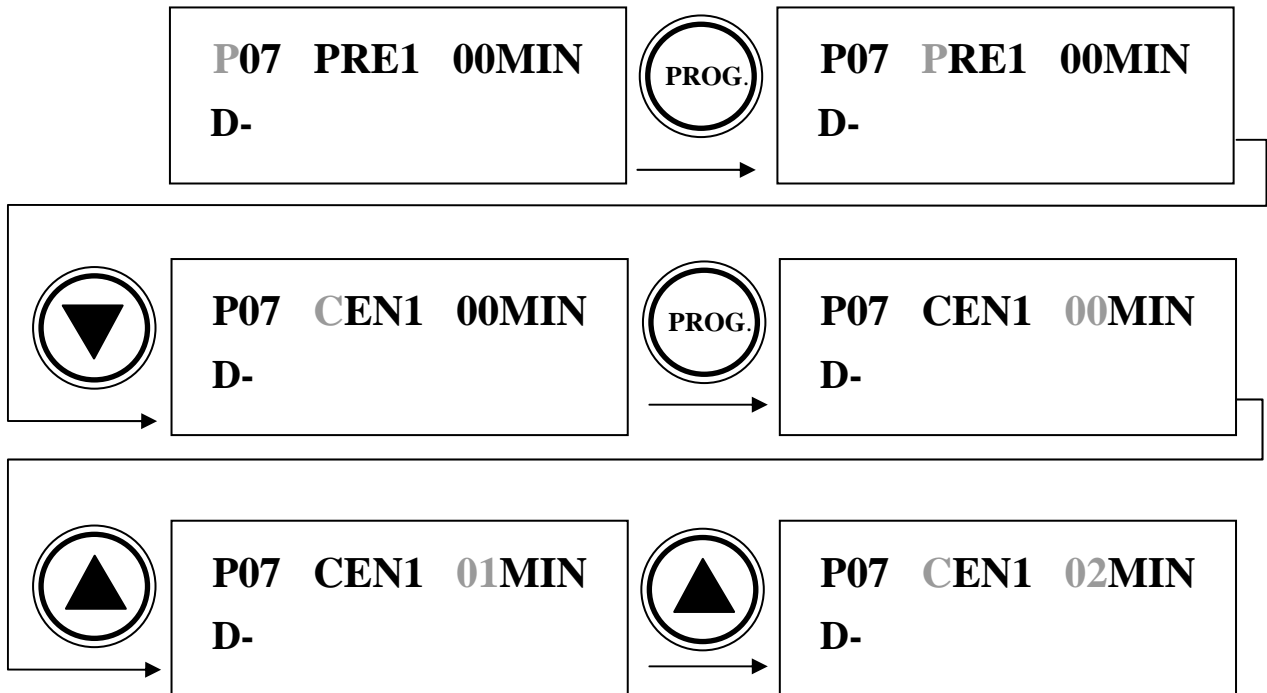 P07 PRE1 00MIN
D-
PROG.
P07 PRE1 00MIN
D-
P07 CEN1 00MIN
D-
PROG.
P07 CEN1 00MIN
D-
P07 CEN1 01MIN
D-
P07 CEN1 02MIN
D-